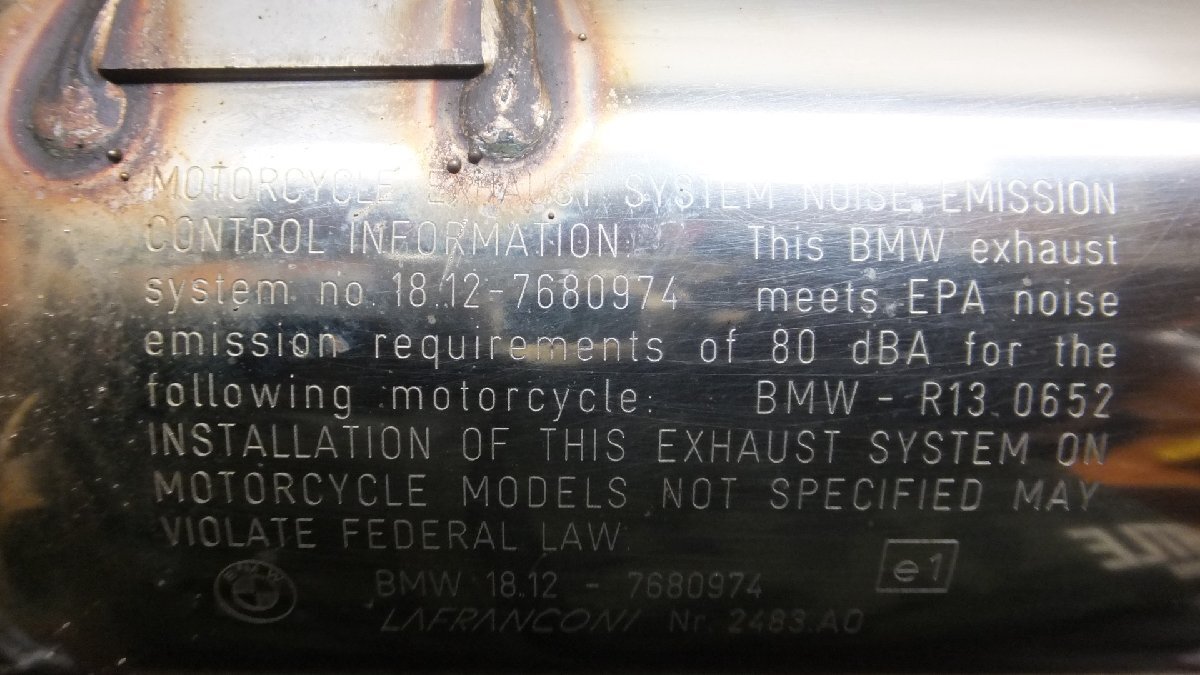 MOTORCYCLE EXHAUST SYSTEM NOISE EMISSION
CONTROL INFORMATION: This BMW exhaust
system no. 18.12-7680974 meets EPA noise
emission requirements of 80 dBA for the
following motorcycle: BMW - R13.0652
INSTALLATION OF THIS EXHAUST SYSTEM ON
MOTORCYCLE MODELS NOT SPECIFIED MAY
VIOLATE FEDERAL LAW.
e1
BMW
BMW 18.12 - 7680974
LAFRANCONI Nr. 2483.A0